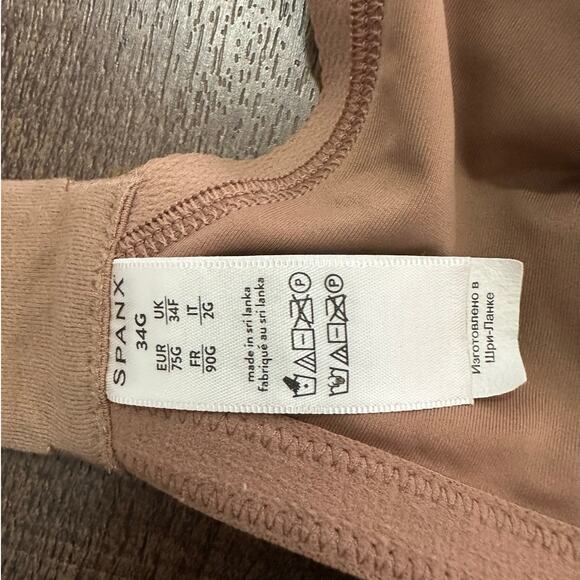 SPANX
34G
UK
34F
IT
2G
EUR
75G
FR
90G
made in sri lanka
fabriqué au sri lanka
P
P
Изготовлено в
Шри-Ланке